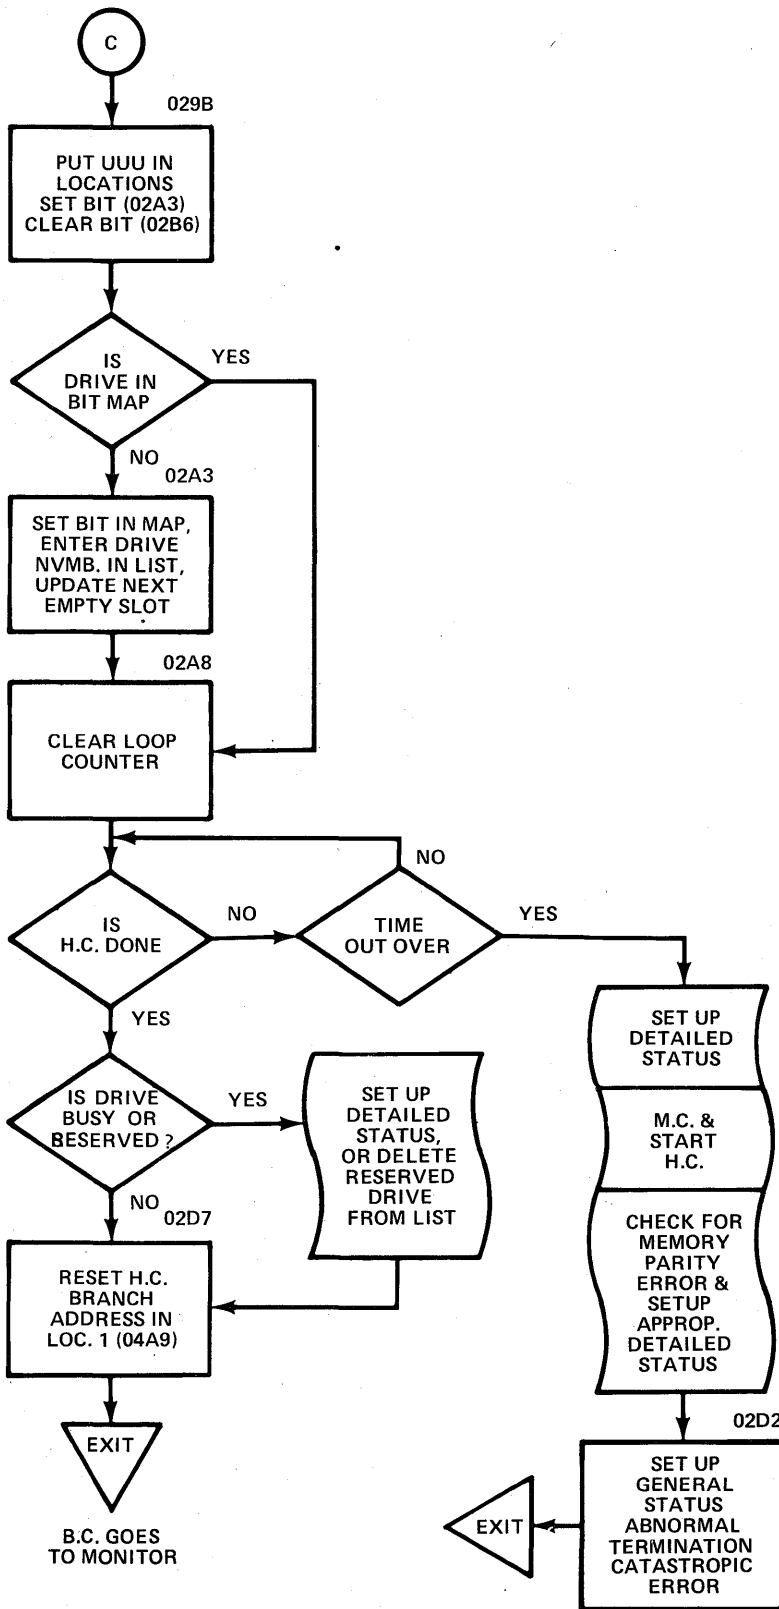 C
029B
PUT UUU IN
LOCATIONS
SET BIT (02A3)
CLEAR BIT (02B6)
IS
DRIVE IN
BIT MAP
YES
NO
02A3
SET BIT IN MAP,
ENTER DRIVE
NVMB. IN LIST,
UPDATE NEXT
EMPTY SLOT
02A8
CLEAR LOOP
COUNTER
IS
H.C. DONE
NO
YES
TIME
OUT OVER
NO
YES
SET UP
DETAILED
STATUS
M.C. &
START
H.C.
CHECK FOR
MEMORY
PARITY
ERROR &
SETUP
APPROP.
DETAILED
STATUS
IS DRIVE
BUSY OR
RESERVED?
YES
NO
SET UP
DETAILED
STATUS,
OR DELETE
RESERVED
DRIVE
FROM LIST
02D7
RESET H.C.
BRANCH
ADDRESS IN
LOC. 1 (04A9)
EXIT
B.C. GOES
TO MONITOR
02D2
SET UP
GENERAL
STATUS
ABNORMAL
TERMINATION
CATASTROPIC
ERROR
EXIT